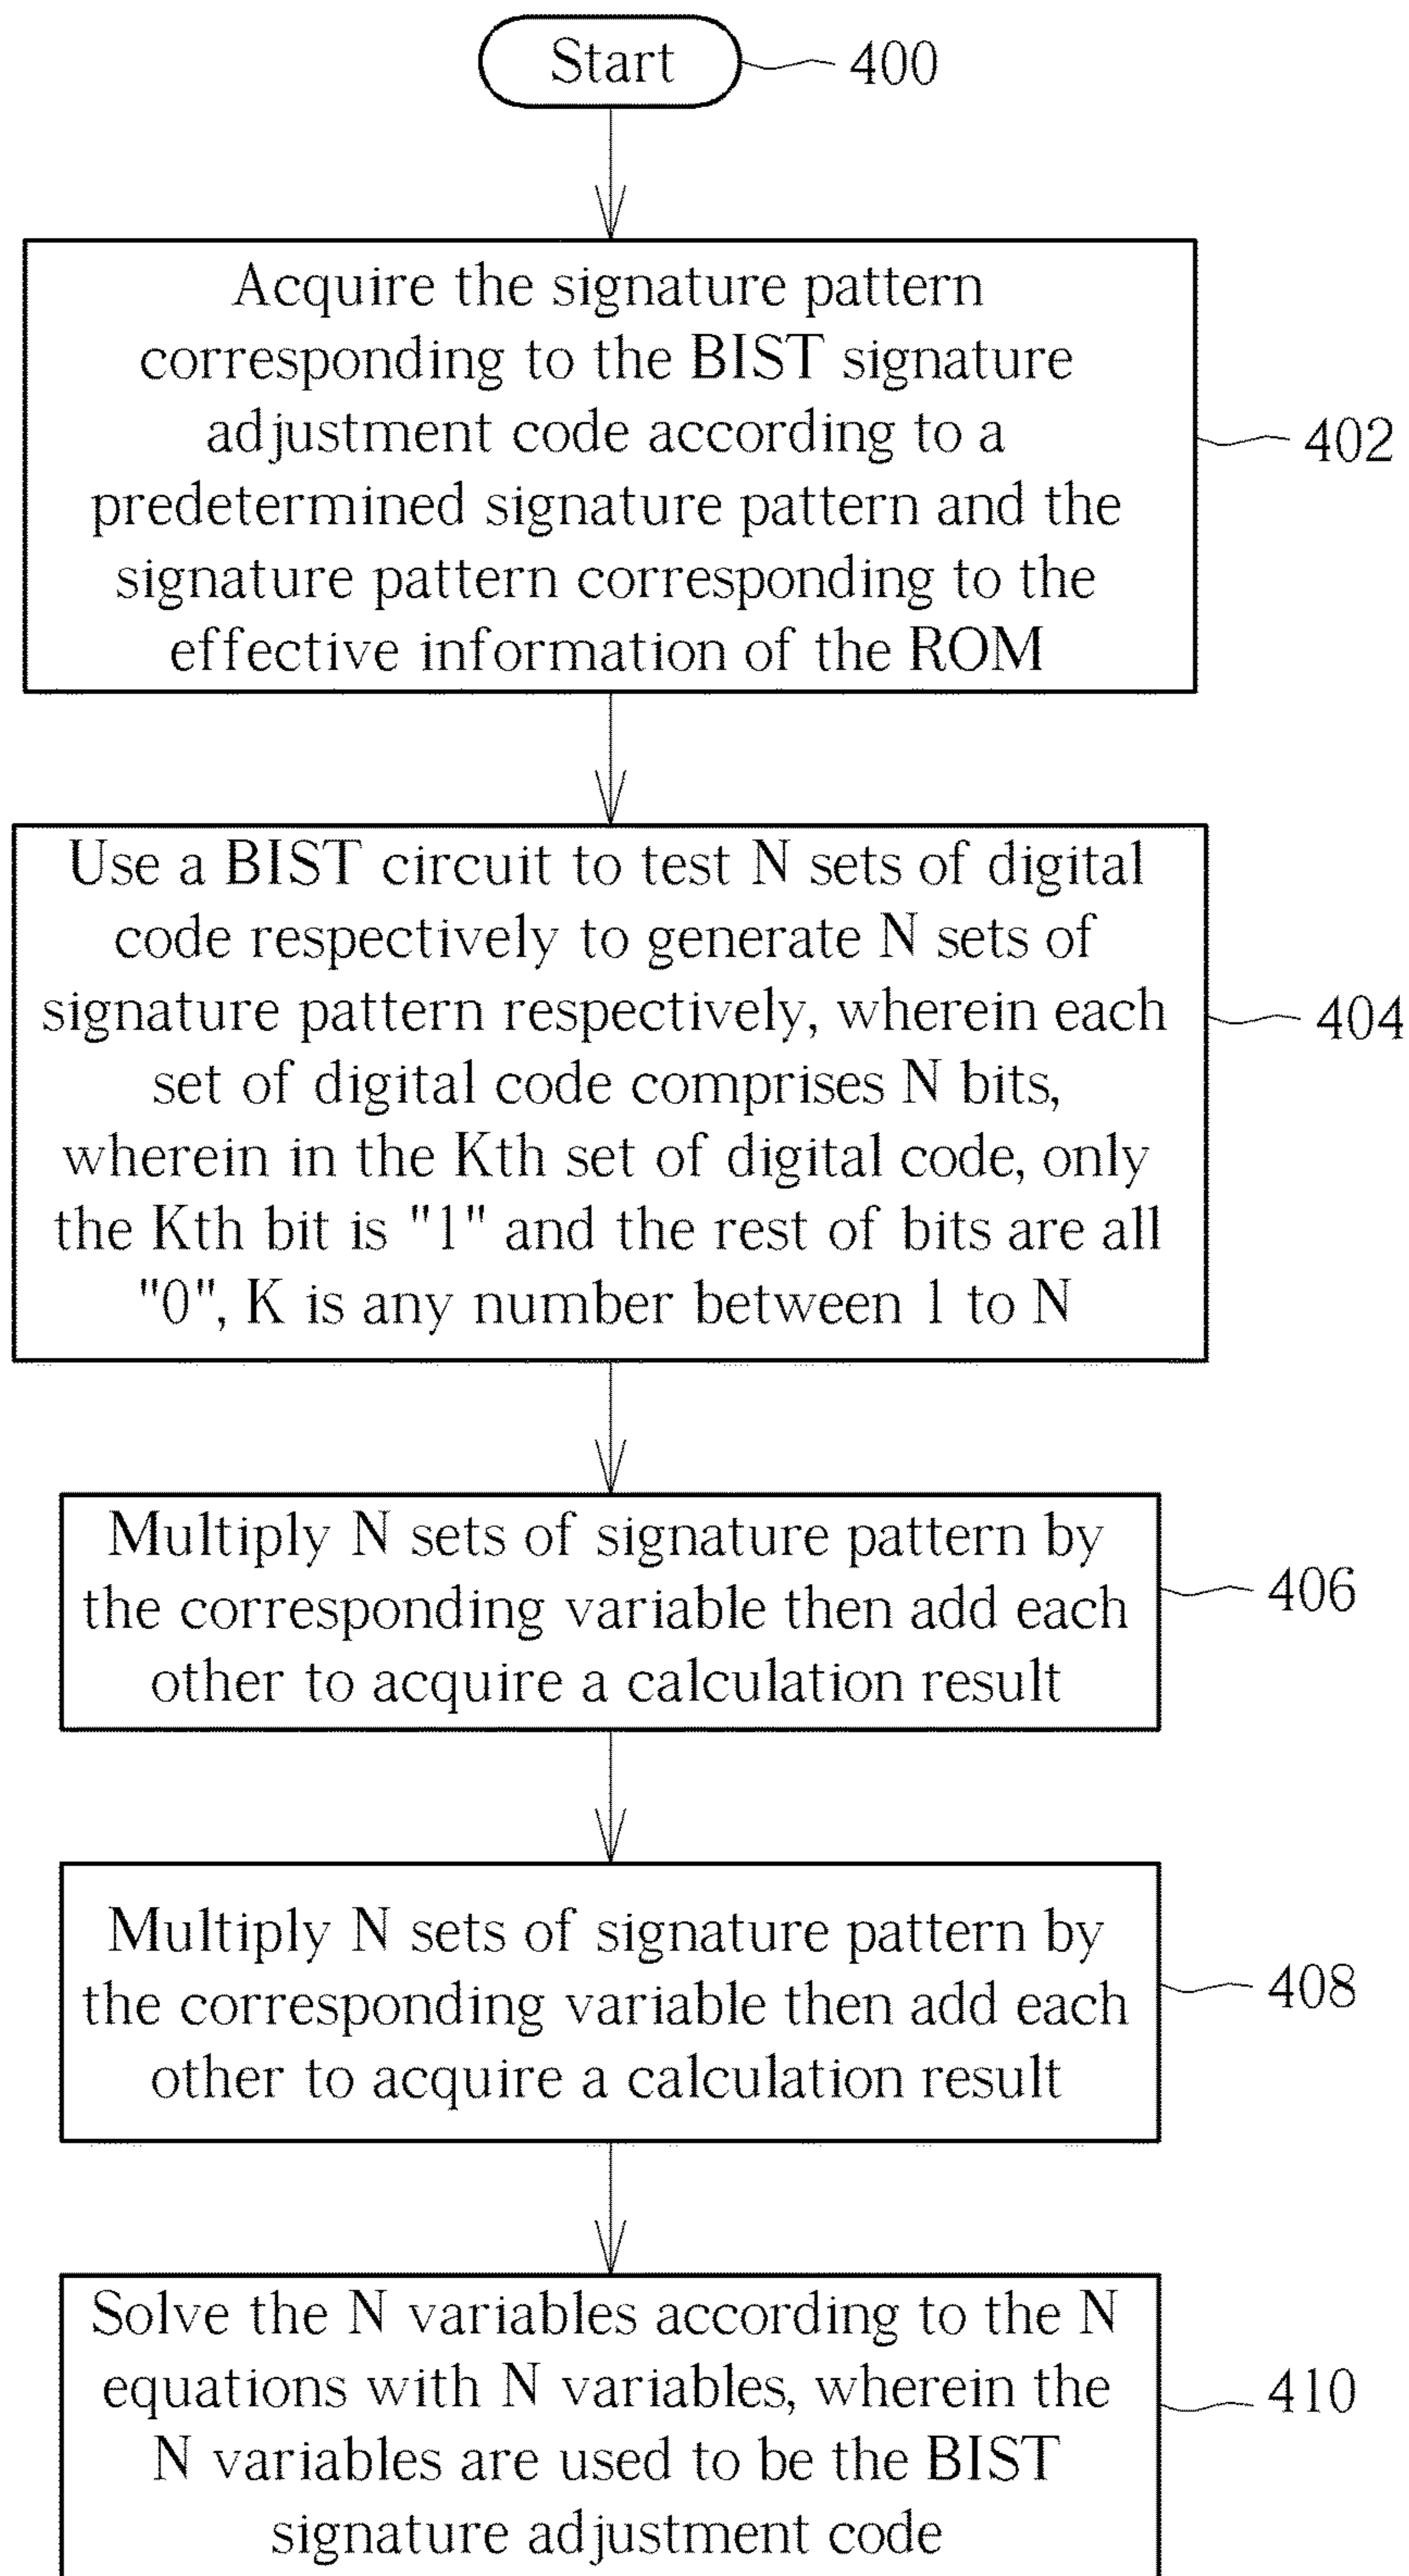 Start
400
Acquire the signature pattern
corresponding to the BIST signature
adjustment code according to a
predetermined signature pattern and the
signature pattern corresponding to the
effective information of the ROM
402
Use a BIST circuit to test N sets of digital
code respectively to generate N sets of
signature pattern respectively, wherein each
set of digital code comprises N bits,
wherein in the Kth set of digital code, only
the Kth bit is "1" and the rest of bits are all
"0", K is any number between 1 to N
404
Multiply N sets of signature pattern by
the corresponding variable then add each
other to acquire a calculation result
406
Multiply N sets of signature pattern by
the corresponding variable then add each
other to acquire a calculation result
408
Solve the N variables according to the N
equations with N variables, wherein the
N variables are used to be the BIST
signature adjustment code
410